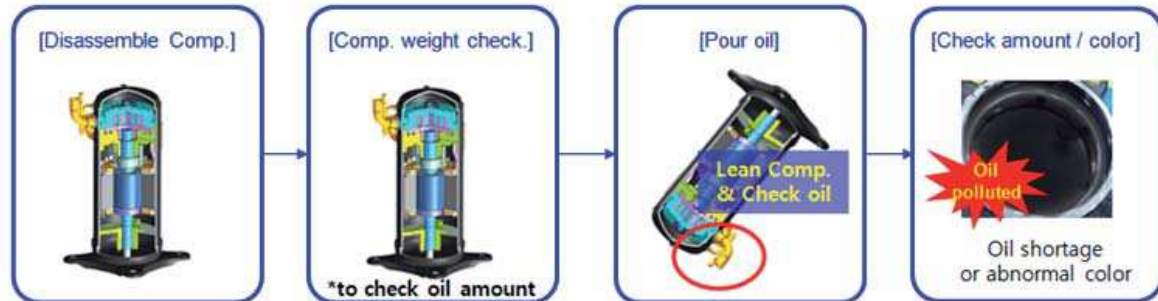 [Disassemble Comp.]
[Comp. weight check.]
*to check oil amount
[Pour oil]
Lean Comp.
& Check oil
[Check amount / color]
Oil
polluted
Oil shortage
or abnormal color